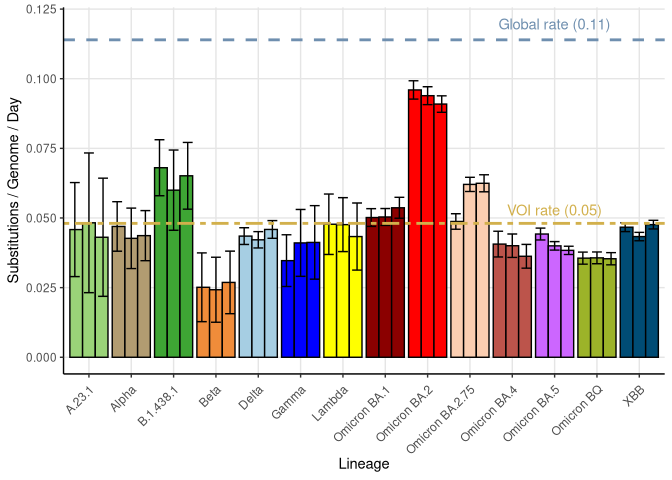 0.125
0.100
0.075
0.050
0.025
0.000
Substitutions / Genome / Day
Global rate (0.11)
VOI rate (0.05)
A.23.1
Alpha
B.1.438.1
Beta
Delta
Gamma
Lambda
Omicron BA.1
Omicron BA.2
Omicron BA.2.75
Omicron BA.4
Omicron BA.5
Omicron BQ
XBB
Lineage